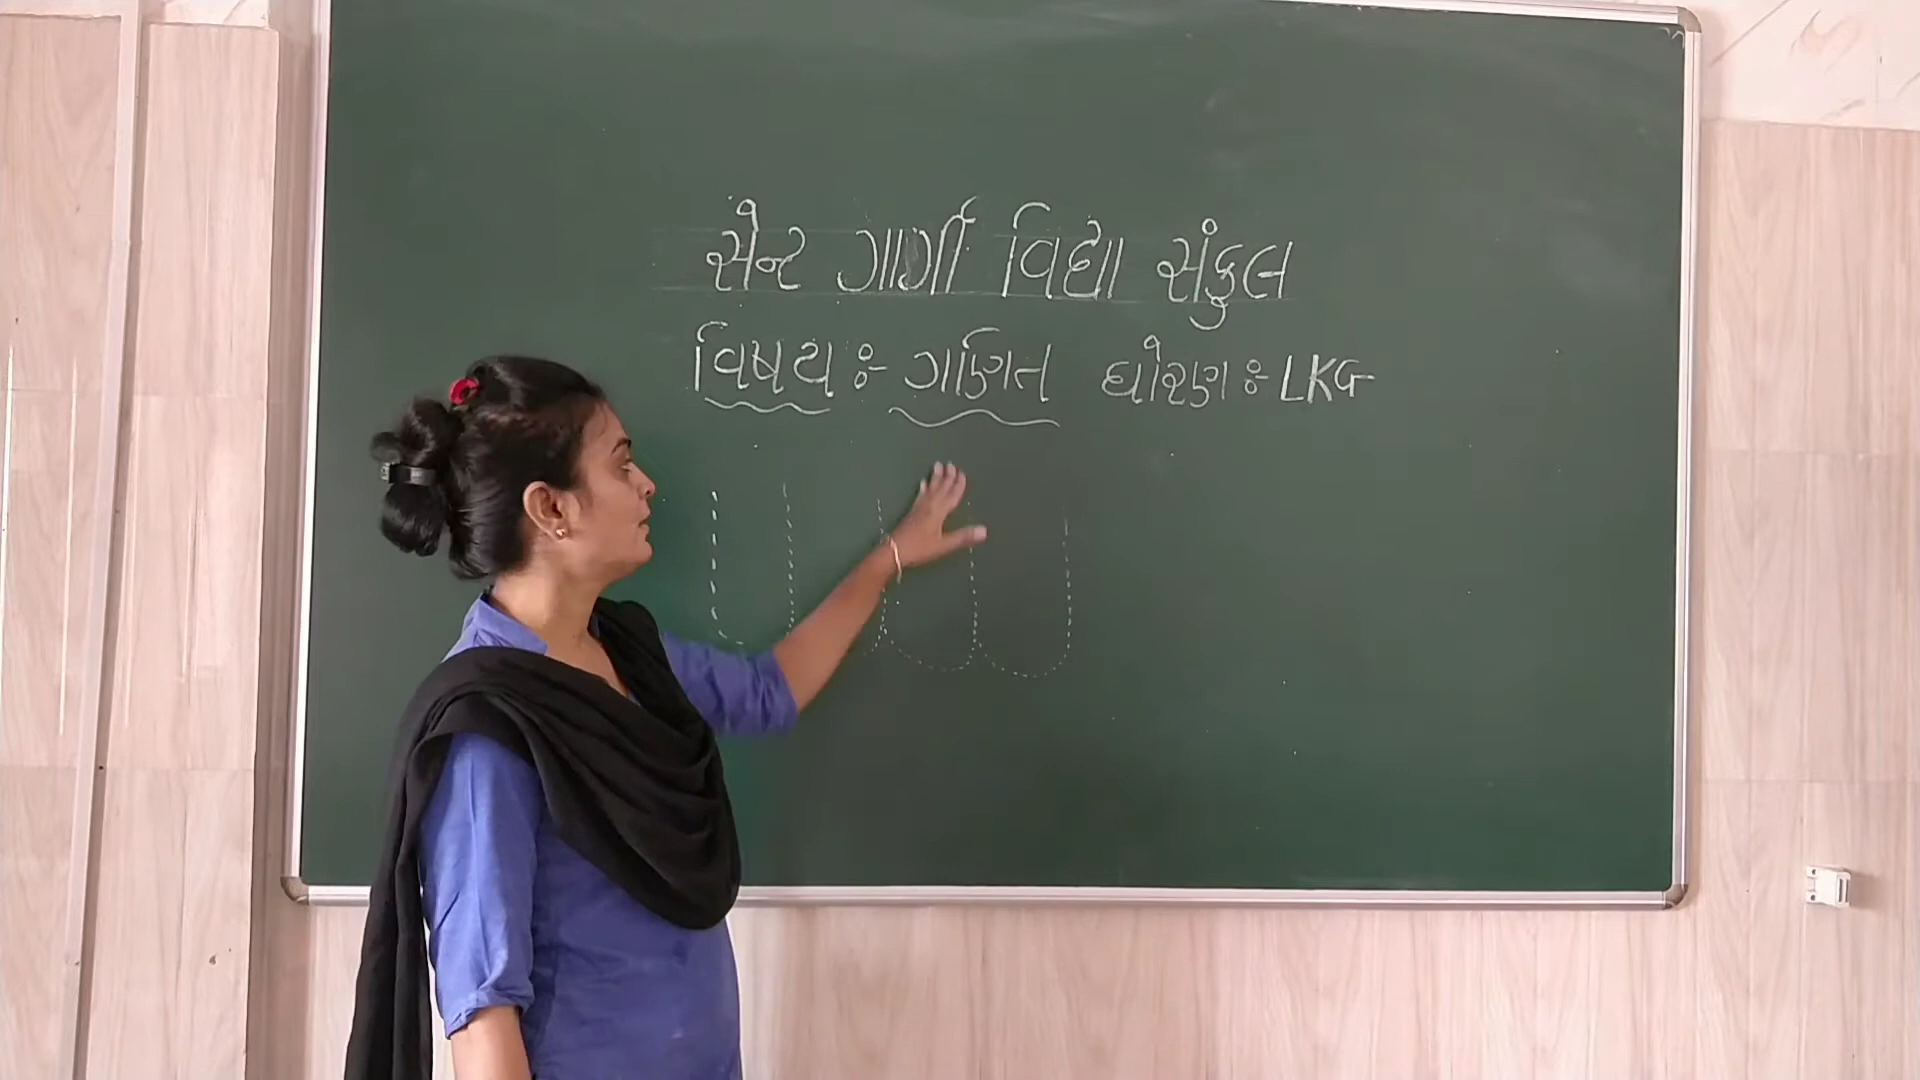 સેન્ટ ગાર્ગી વિદ્યા સંકુલ
વિષય :- ગણિત ધોરણ :- LKG